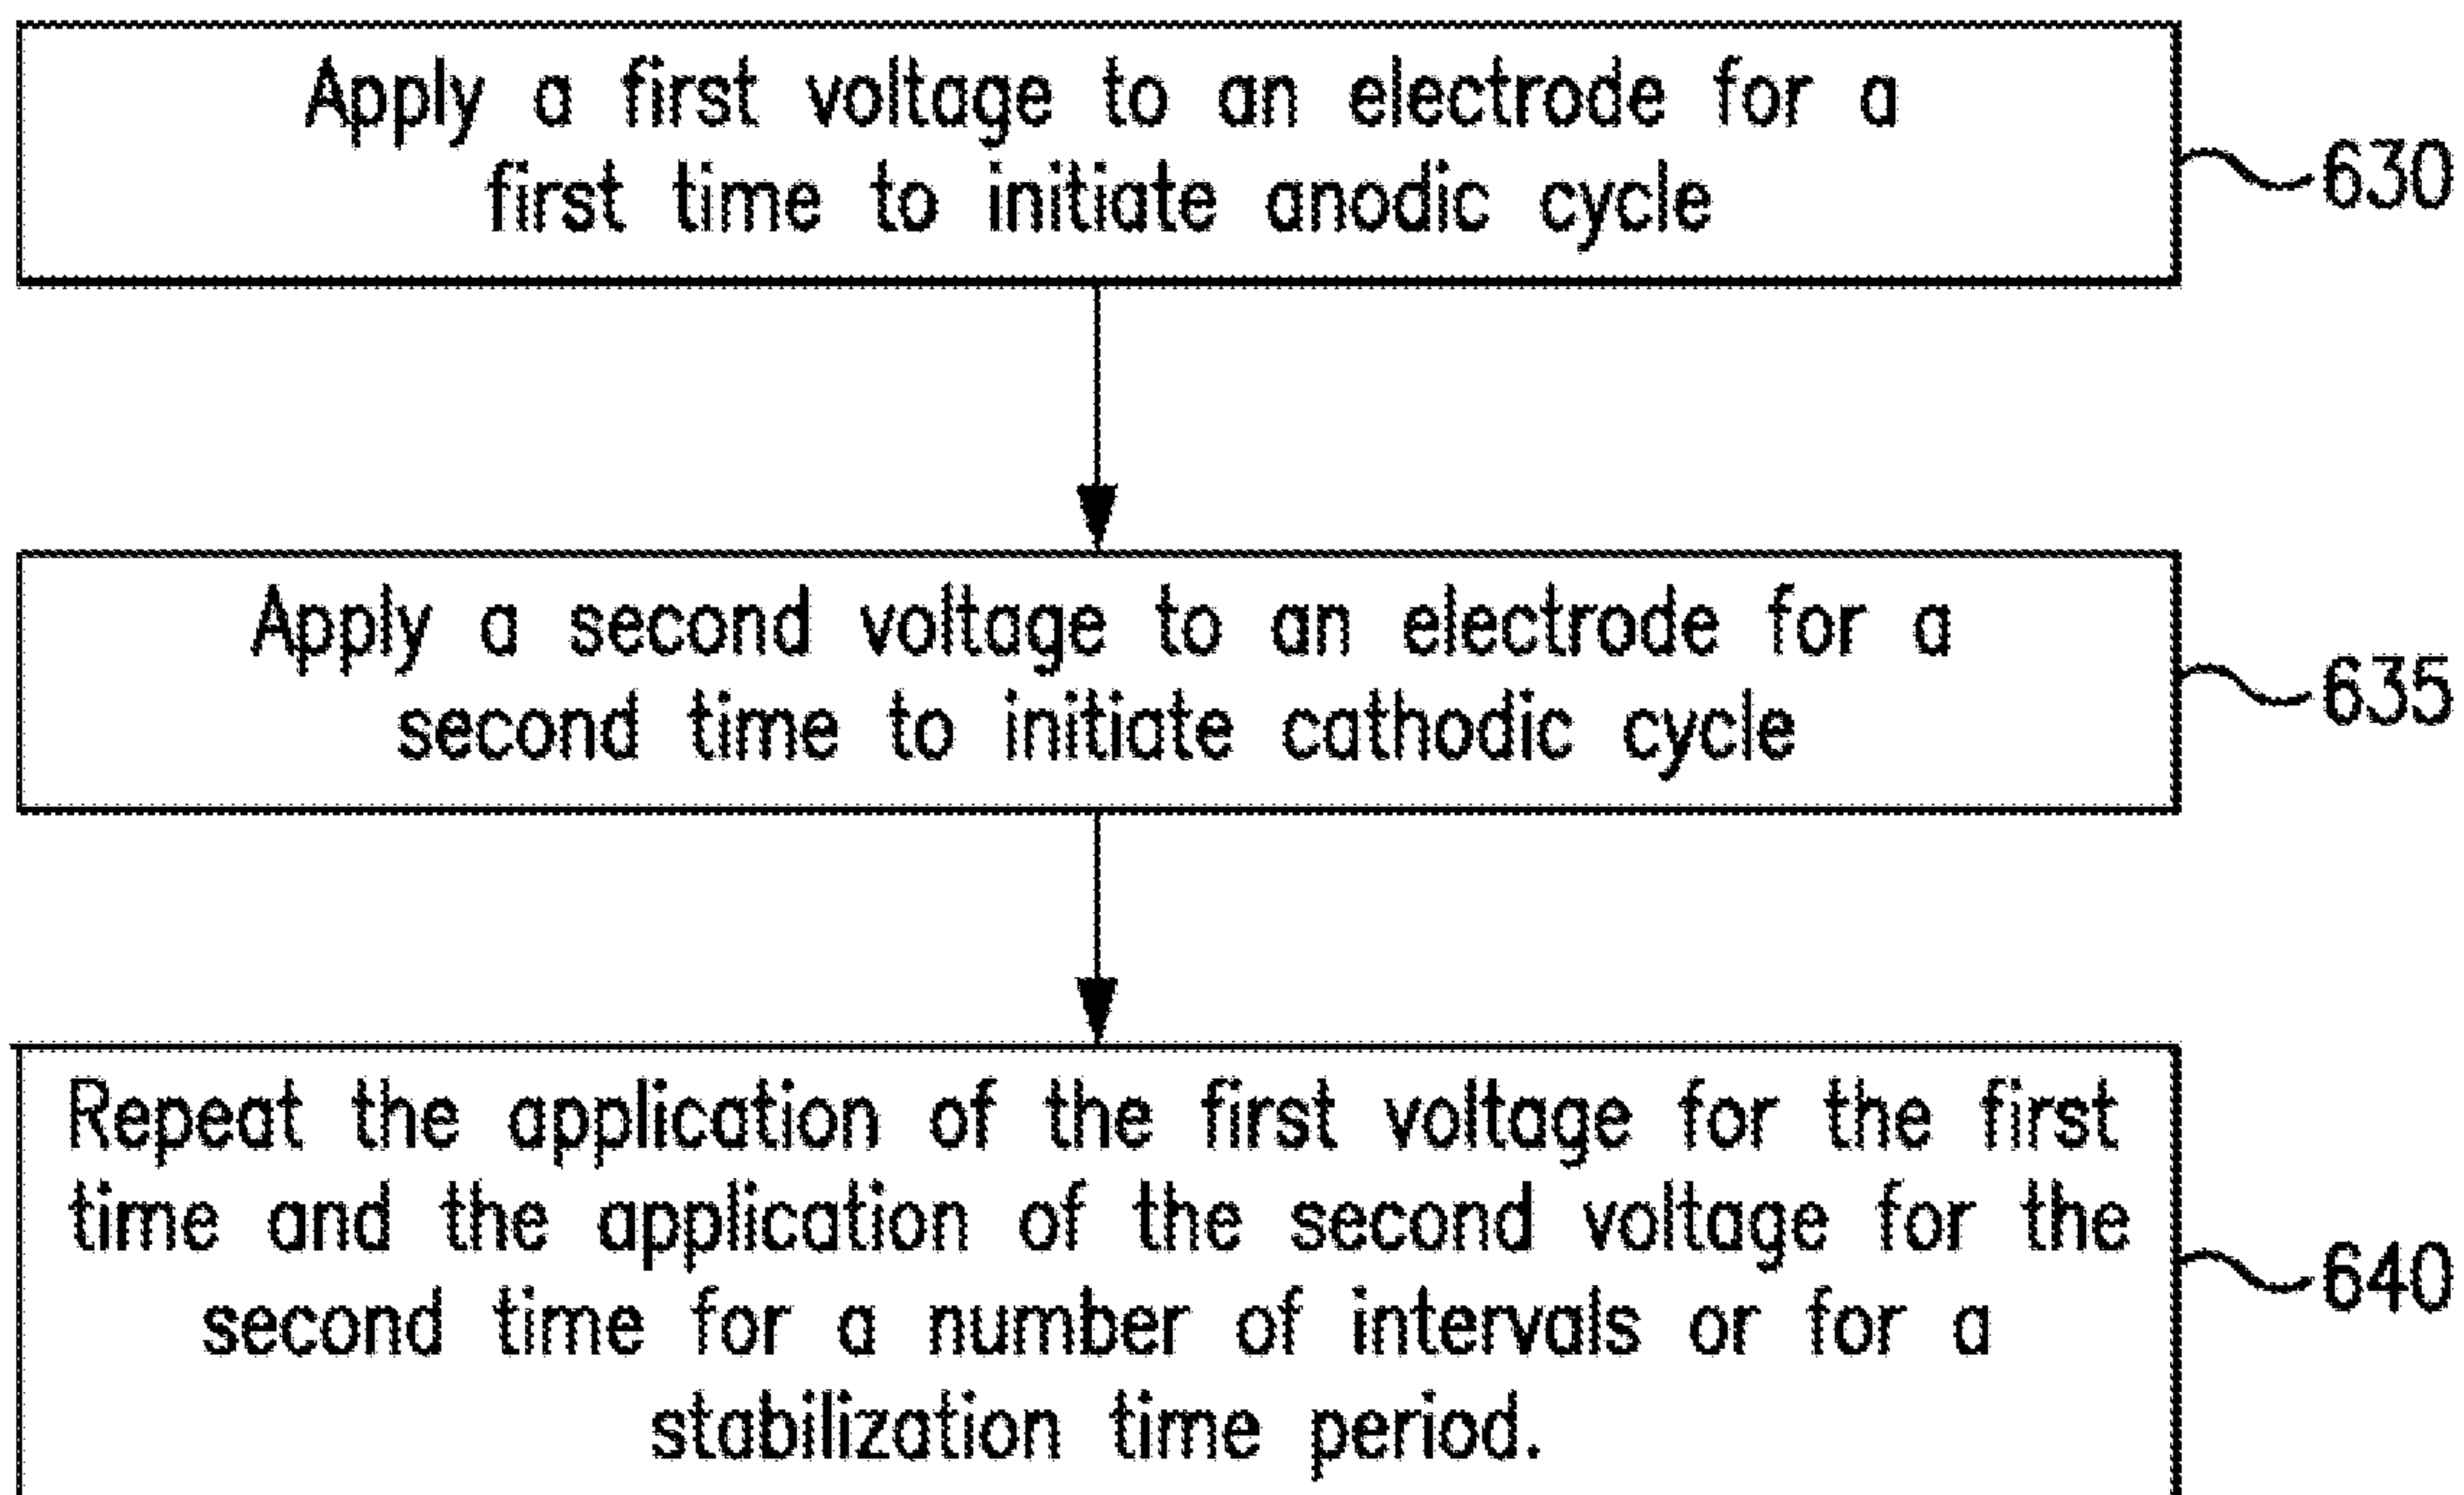 Apply a first voltage to an electrode for a
first time to initiate anodic cycle
630
Apply a second voltage to an electrode for a
second time to initiate cathodic cycle
635
Repeat the application of the first voltage for the first
time and the application of the second voltage for the
second time for a number of intervals or for a
stabilization time period.
640